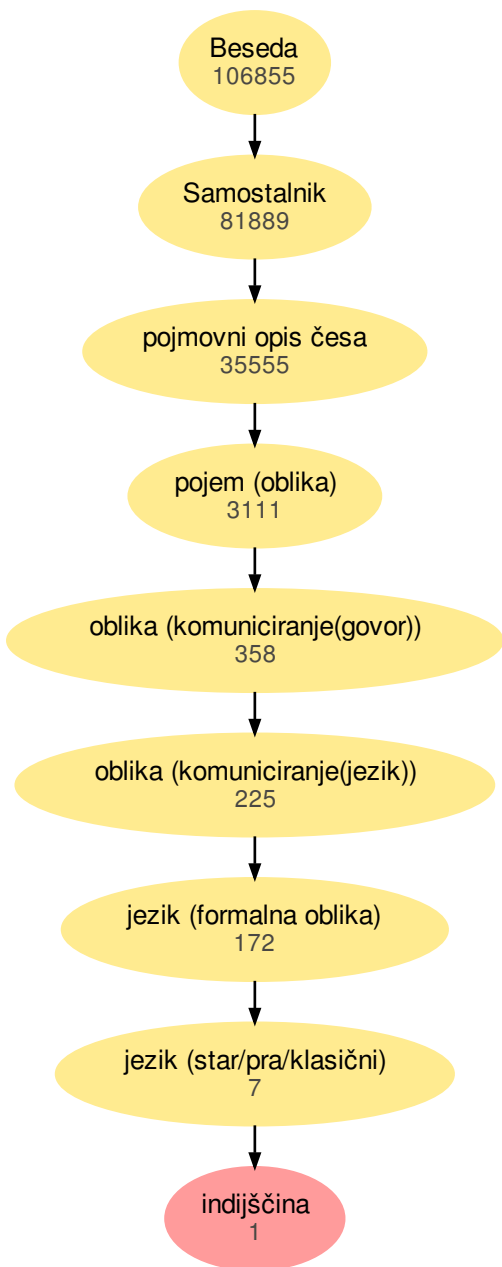 Beseda
106855
Samostalnik
81889
pojmovni opis česa
35555
pojem (oblika)
3111
oblika (komuniciranje(govor))
358
oblika (komuniciranje(jezik))
225
jezik (formalna oblika)
172
jezik (star/pra/klasični)
7
indijščina
1